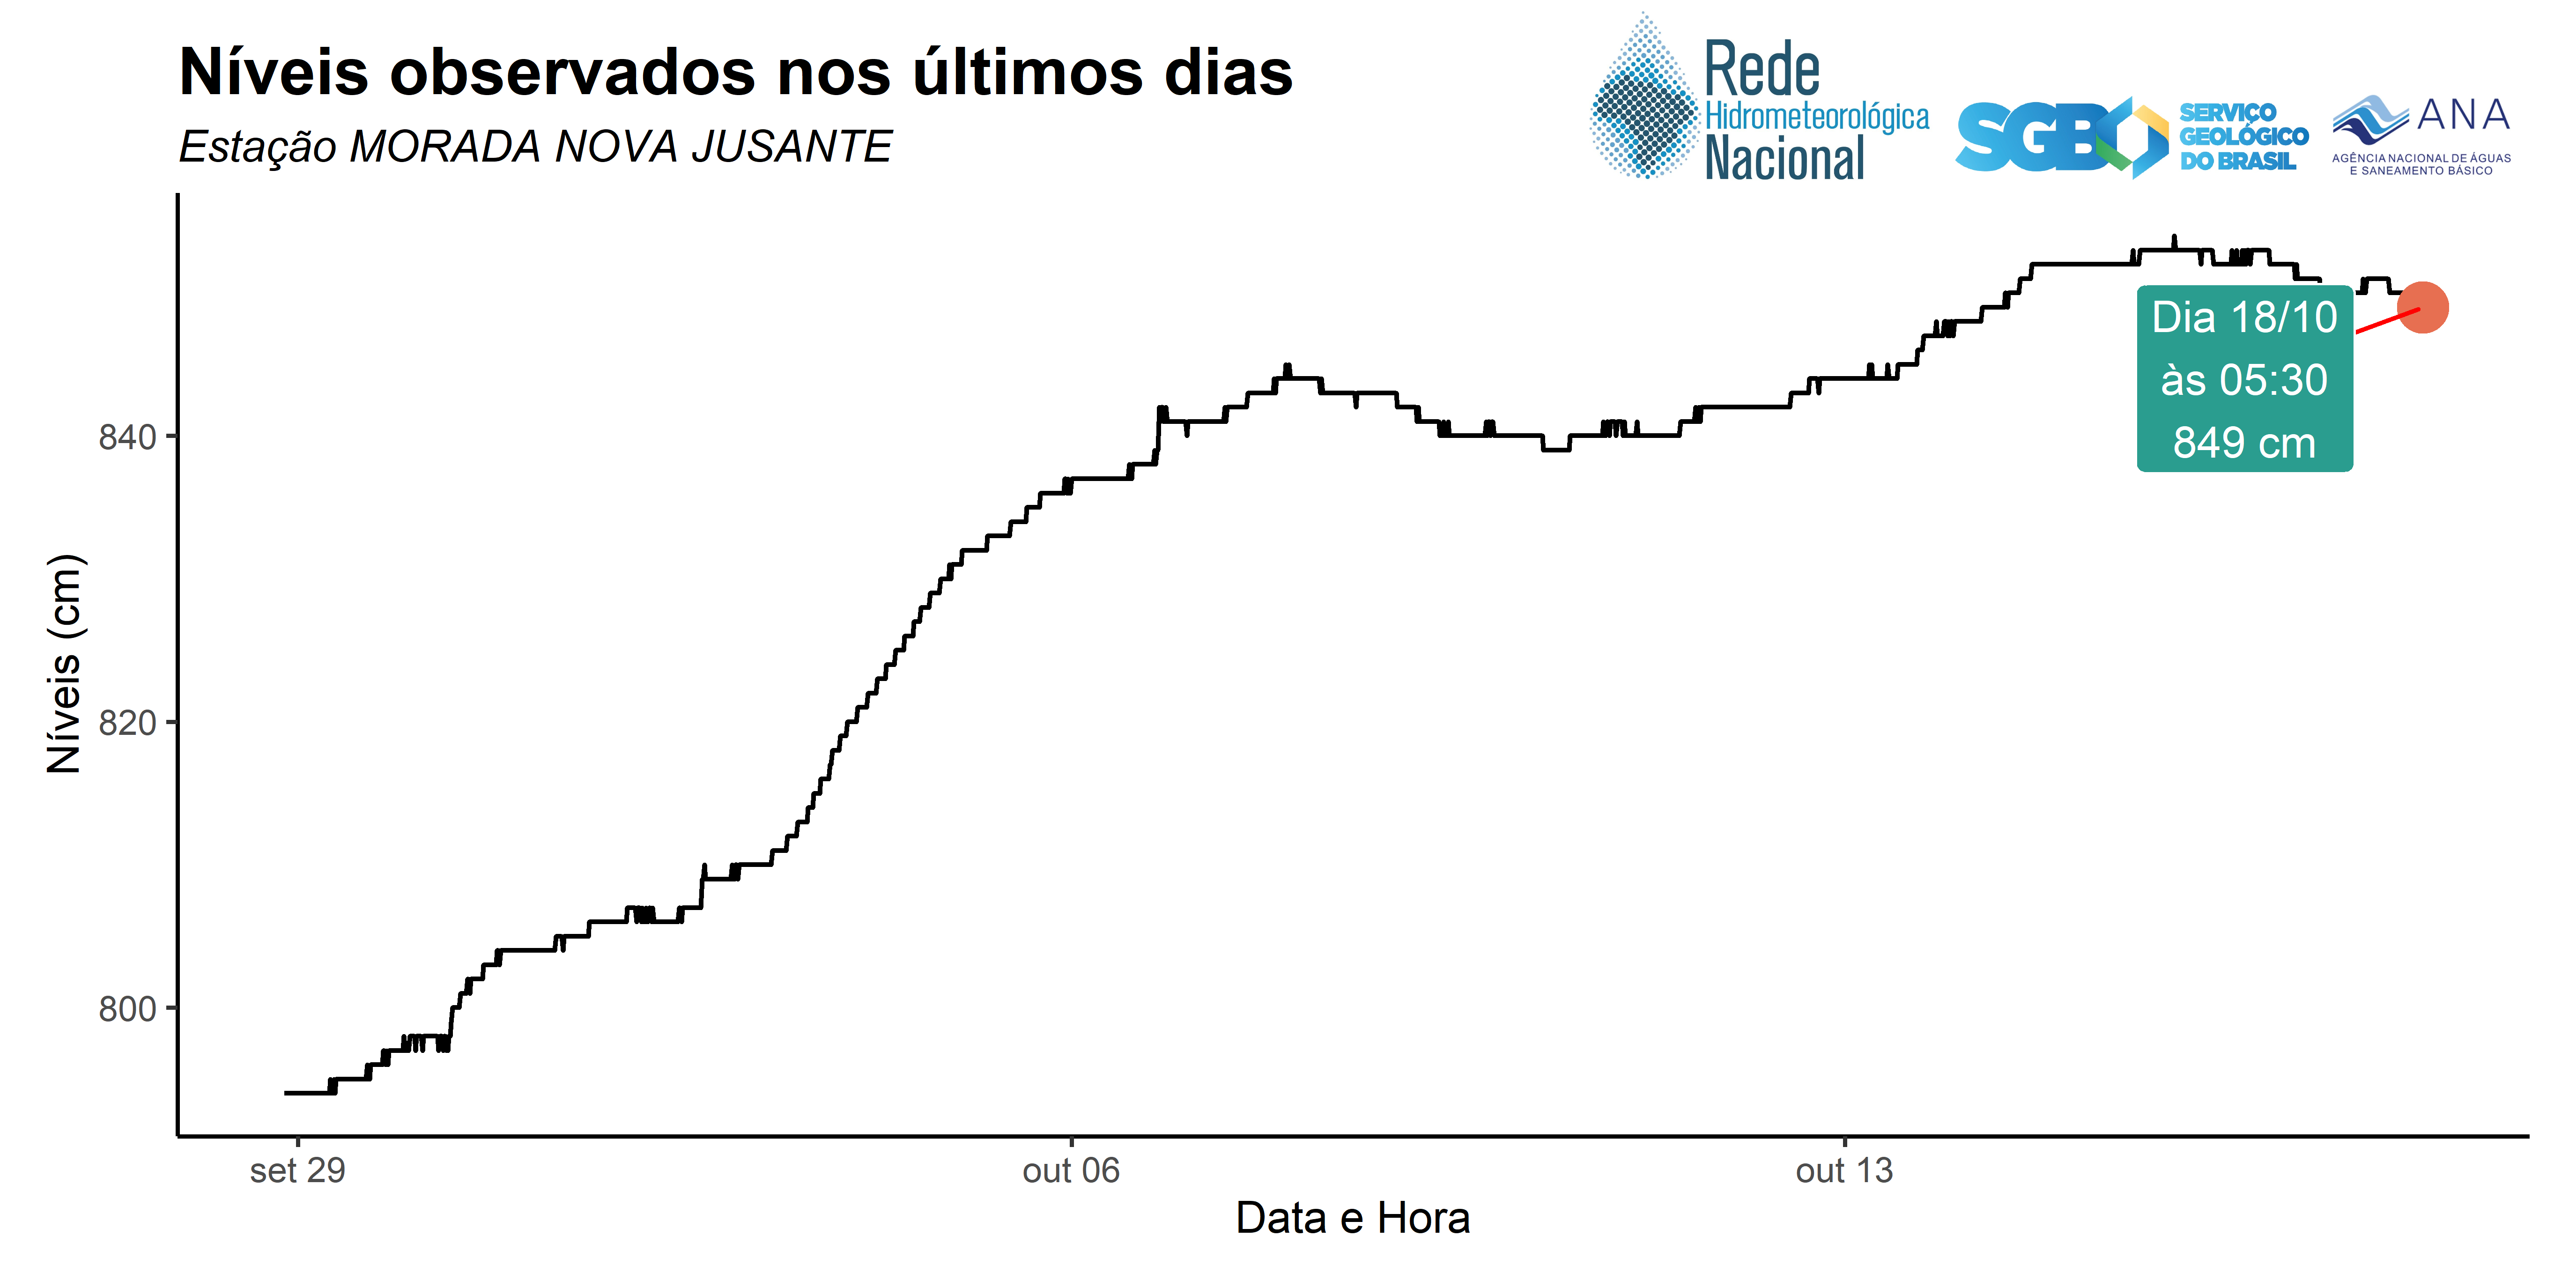 Níveis observados nos últimos dias
Estação MORADA NOVA JUSANTE
Rede
Hidrometeorológica
Nacional
SGB
SERVIÇO
GEOLÓGICO
DO BRASIL
ANA
AGÊNCIA NACIONAL DE ÁGUAS
E SANEAMENTO BÁSICO
Níveis (cm)
840
820
800
Dia 18/10
às 05:30
849 cm
set 29
out 06
out 13
Data e Hora